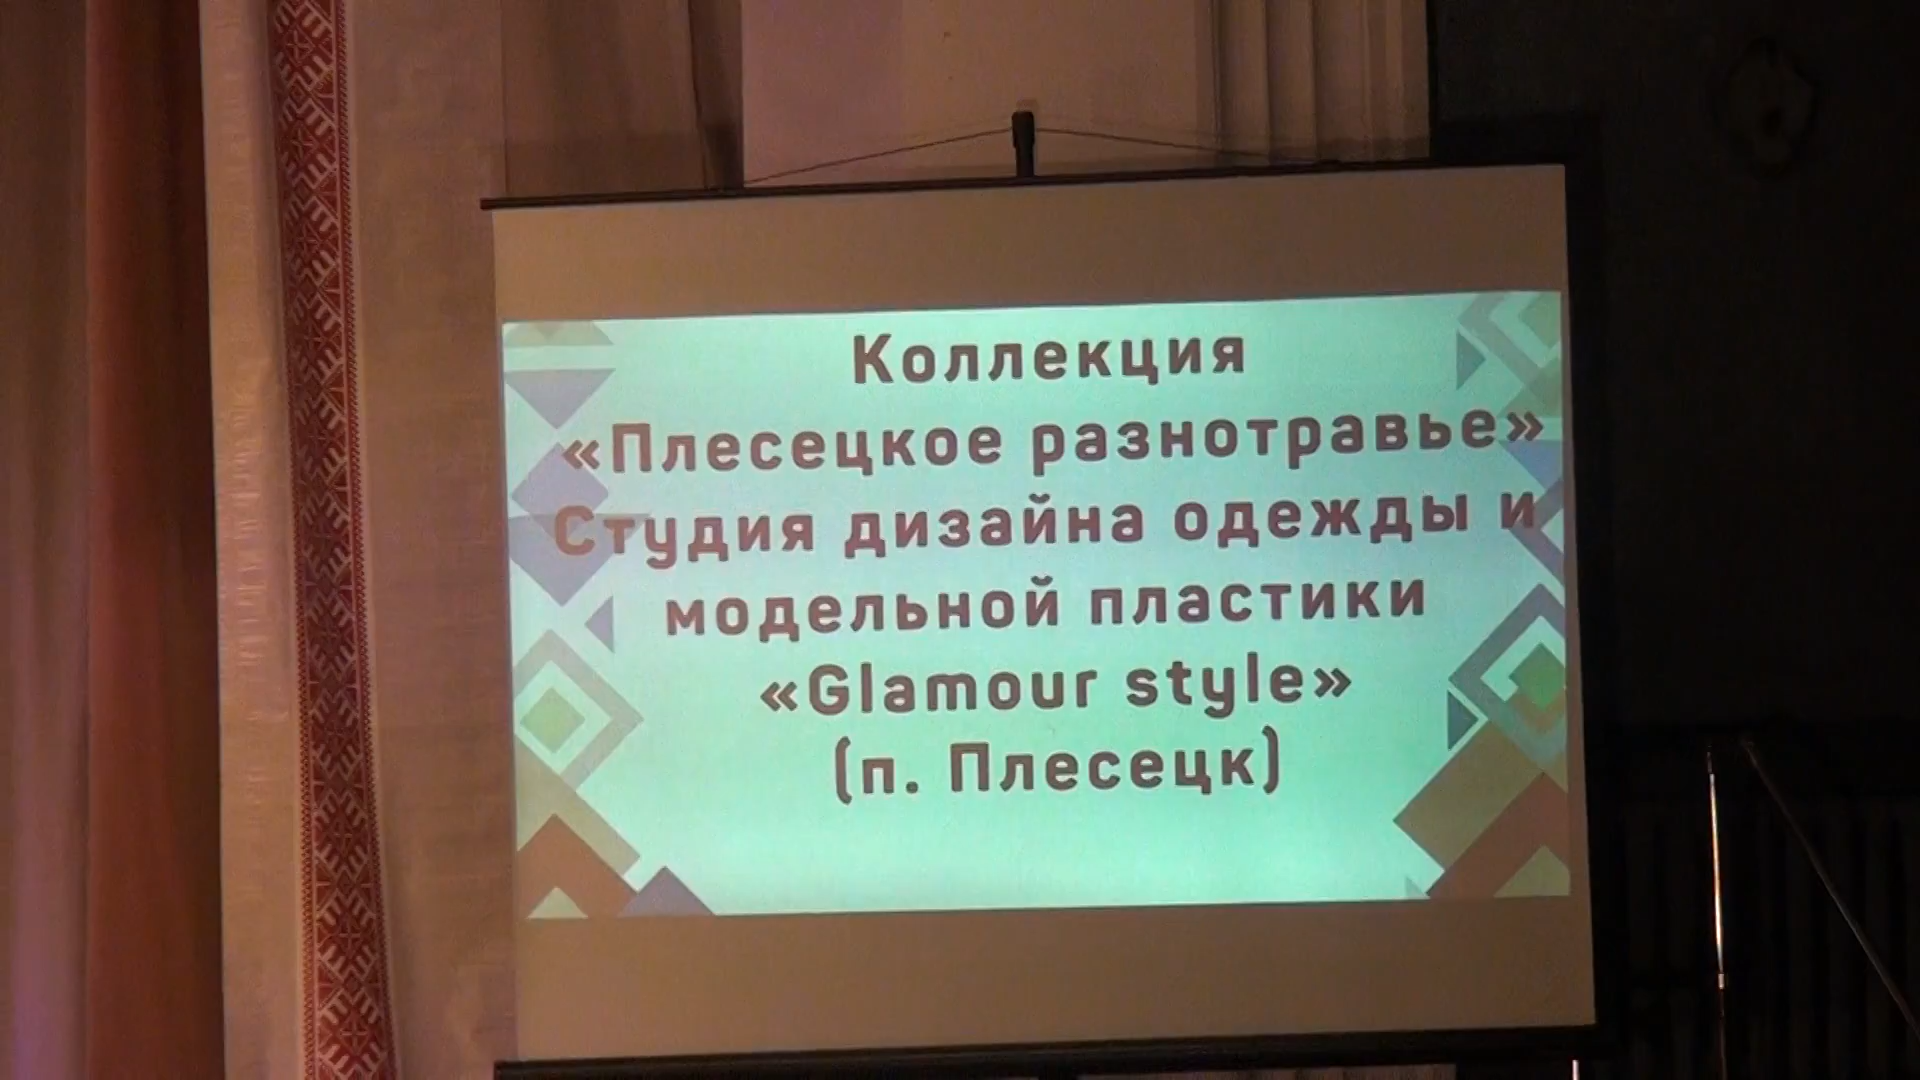 Коллекция
«Плесецкое разнотравье»
Студия дизайна одежды и
модельной пластики
«Glamour style»
(п. Плесецк)